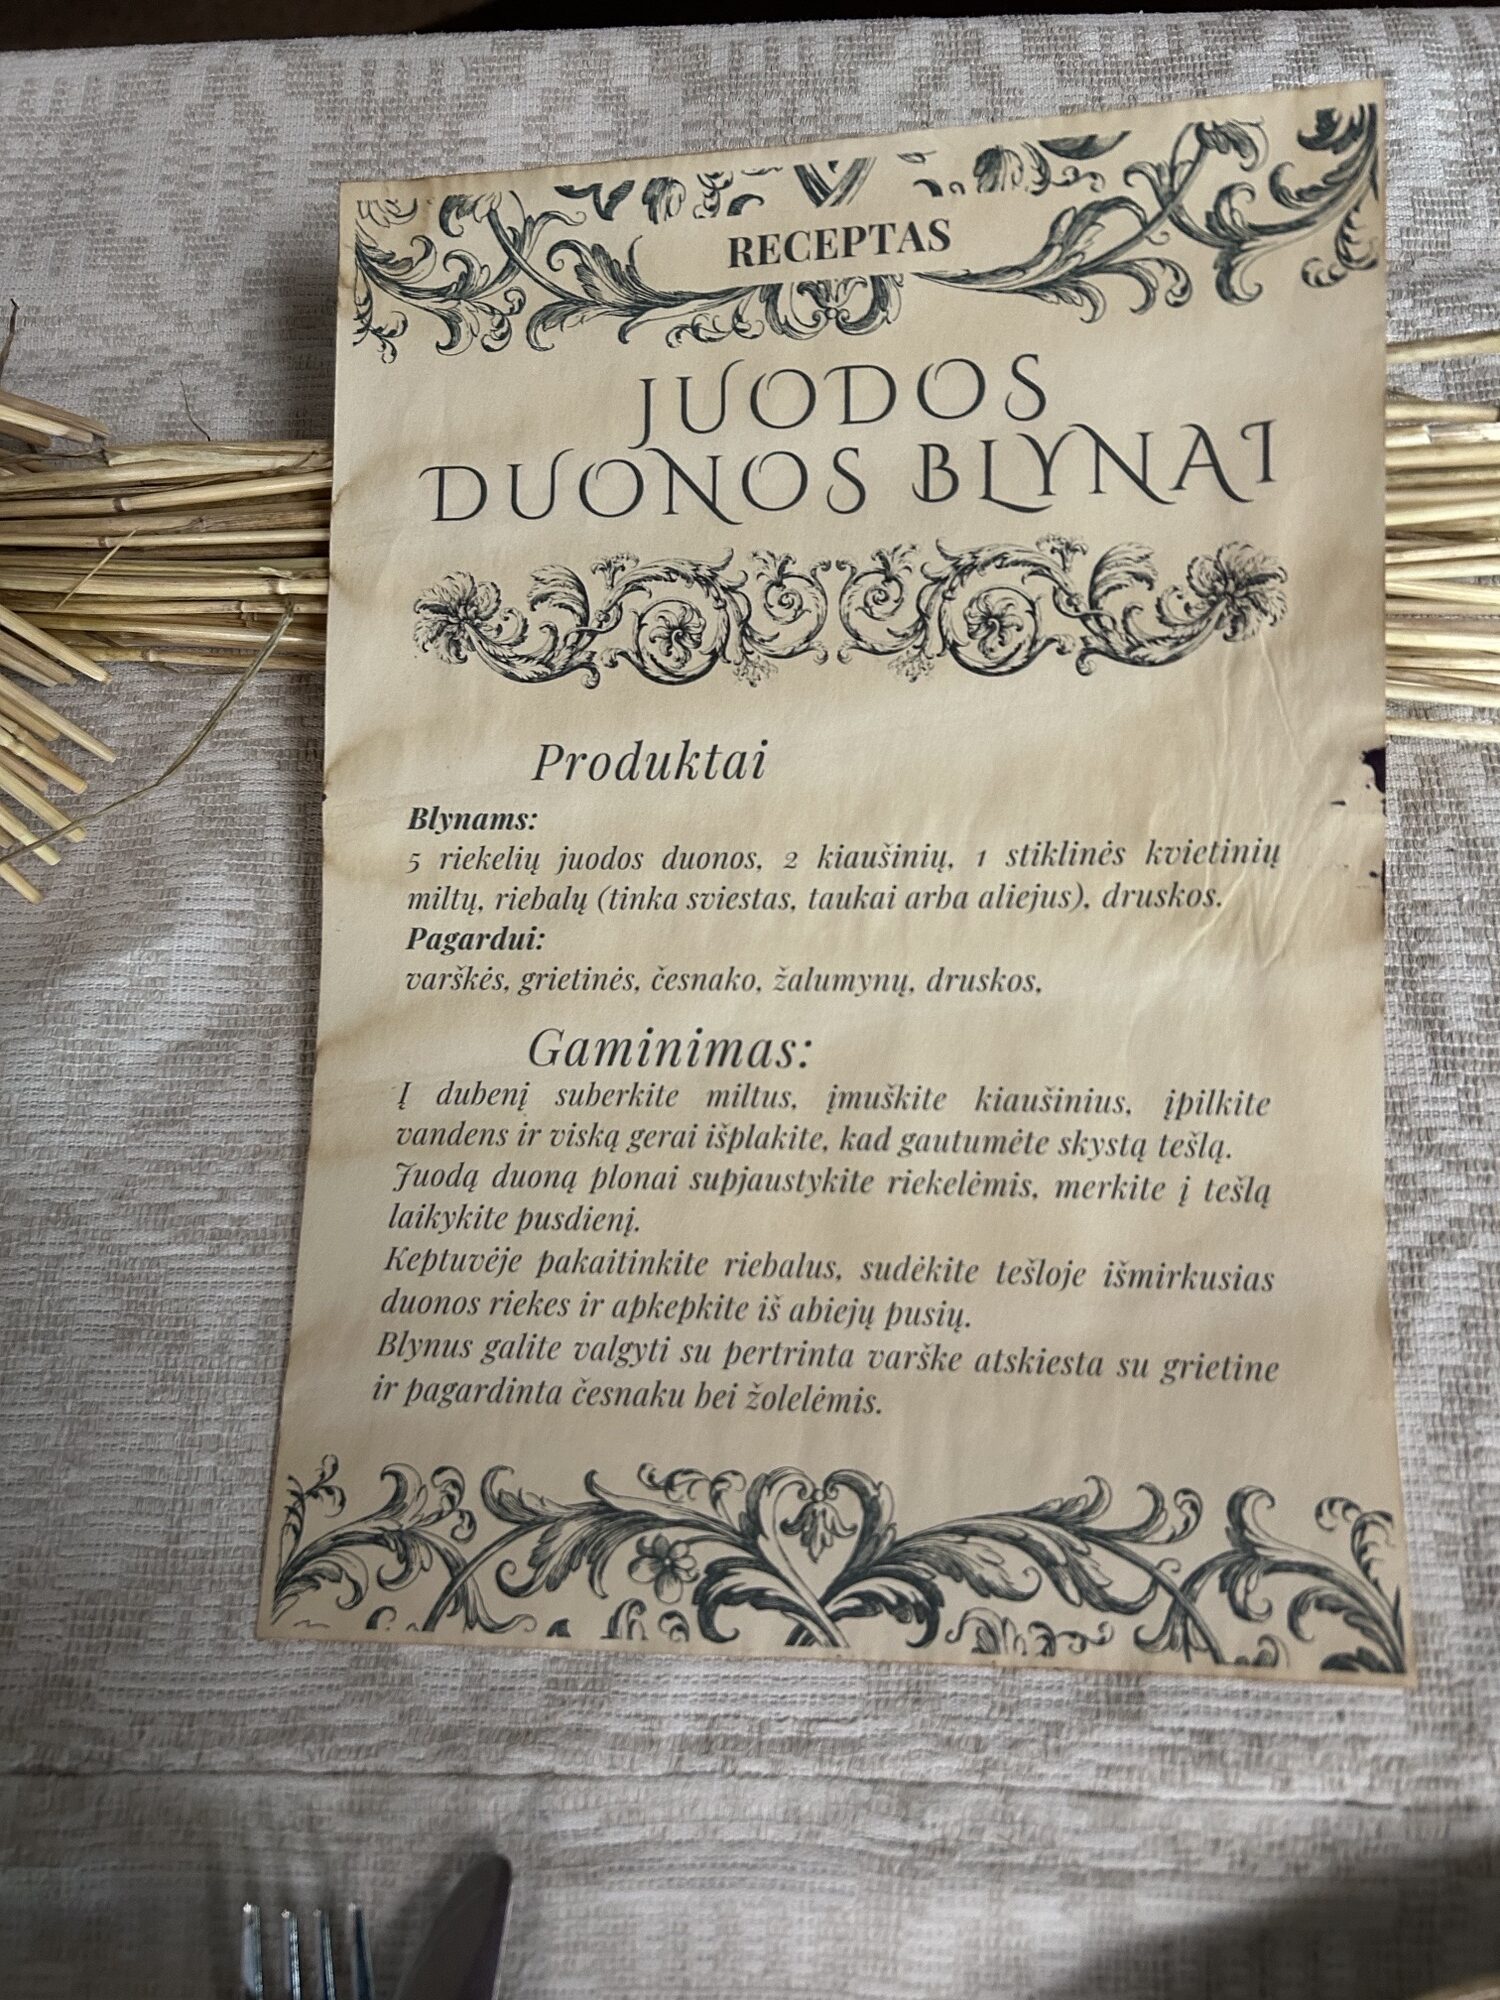 RECEPTAS
JUODOS
DUONOS BLYNAI
Produktai
Blynams:
5 riekelių juodos duonos, 2 kiaušinių, 1 stiklinės kvietinių
miltų, riebalų (tinka sviestas, taukai arba aliejus), druskos.
Pagardui:
varškės, grietinės, česnako, žalumynų, druskos,
Gaminimas:
Į dubenį suberkite miltus, įmuškite kiaušinius, įpilkite
vandens ir viską gerai išplakite, kad gautumėte skystą tešlą.
Juodą duoną plonai supjaustykite riekelėmis, merkite į tešlą
laikykite pusdienį.
Keptuvėje pakaitinkite riebalus, sudėkite tešloje išmirkusias
duonos riekes ir apkepkite iš abiejų pusių.
Blynus galite valgyti su pertrinta varške atskiesta su grietine
ir pagardinta česnaku bei žolelėmis.